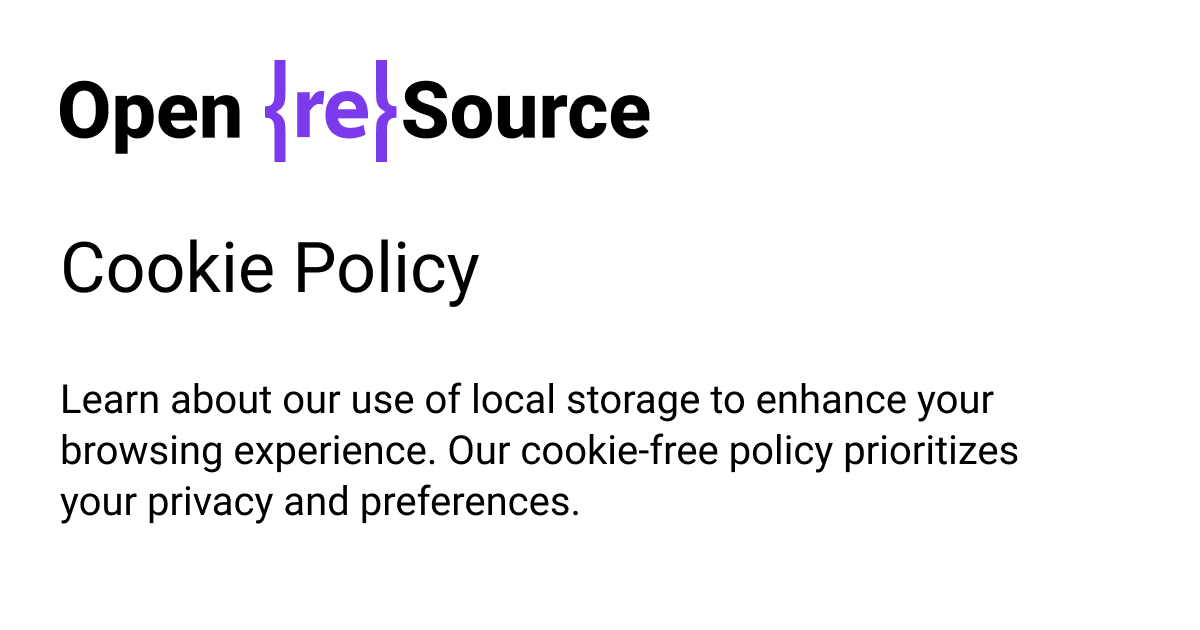 Open {re}Source
Cookie Policy
Learn about our use of local storage to enhance your
browsing experience. Our cookie-free policy prioritizes
your privacy and preferences.